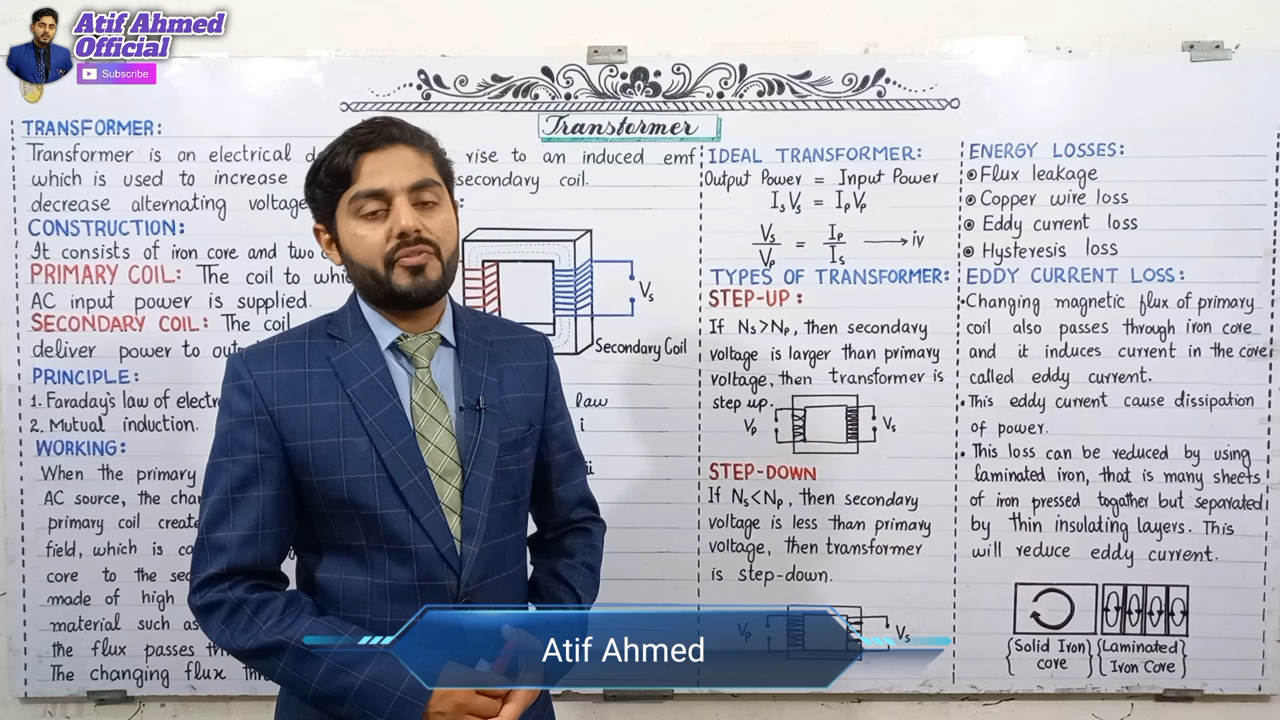 Atif Ahmed
Official
Subscribe
Transformer
TRANSFORMER:
Transformer is an electrical
which is used to increase
decrease alternating voltage
CONSTRUCTION:
It consists of iron core and two
PRIMARY COIL: The coil to
AC input power is supplied.
SECONDARY COIL: The coil
deliver power to
PRINCIPLE:
1. Faraday's law of
2. Mutual induction.
WORKING:
When the primary
AC source, the
primary coil
field, which is
core to the
made of high
material such as
the flux passes
The changing flux
rise to an induced emf
secondary coil.
Vs
Secondary Coil
law
i
IDEAL TRANSFORMER:
Output Power = Input Power
IsVs = IpVp
Vs/Vp = Ip/Is → iv
TYPES OF TRANSFORMER:
STEP-UP:
If Ns>Np, then secondary
voltage is larger than primary
voltage, then transformer is
step up.
Vp Vs
STEP-DOWN
If Ns<Np, then secondary
voltage is less than primary
voltage, then transformer
is step-down.
Vp Vs
ENERGY LOSSES:
Flux leakage
Copper wire loss
Eddy current loss
Hysteresis loss
EDDY CURRENT LOSS:
•Changing magnetic flux of primary
coil also passes through iron core
and it induces current in the core
called eddy current.
•This eddy current cause dissipation
of power.
•This loss can be reduced by using
laminated iron, that is many sheets
of iron pressed togather but separated
by thin insulating layers. This
will reduce eddy current.
{Solid Iron core}
{Laminated Iron Core}
Atif Ahmed